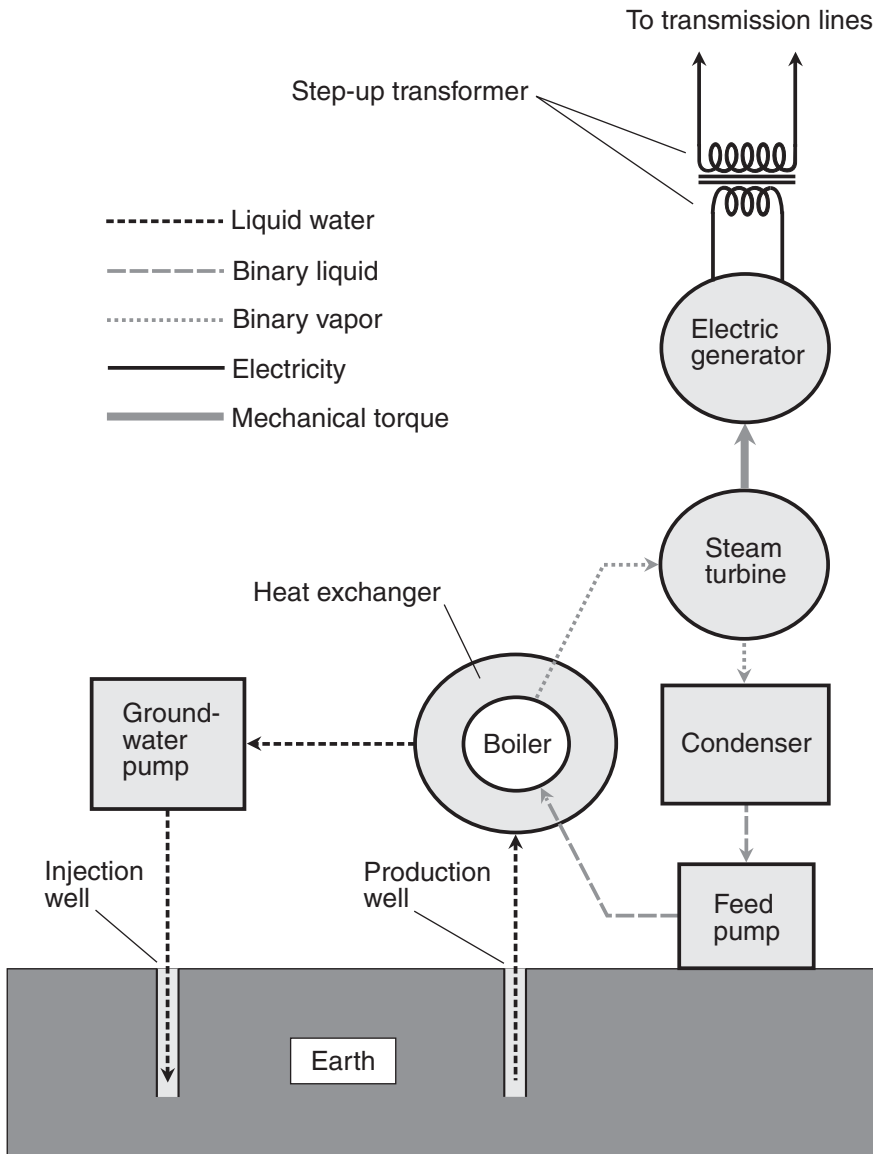 To transmission lines
Step-up transformer
Liquid water
Binary liquid
Binary vapor
Electricity
Mechanical torque
Electric
generator
Steam
turbine
Heat exchanger
Ground-
water
pump
Boiler
Condenser
Injection
well
Production
well
Feed
pump
Earth